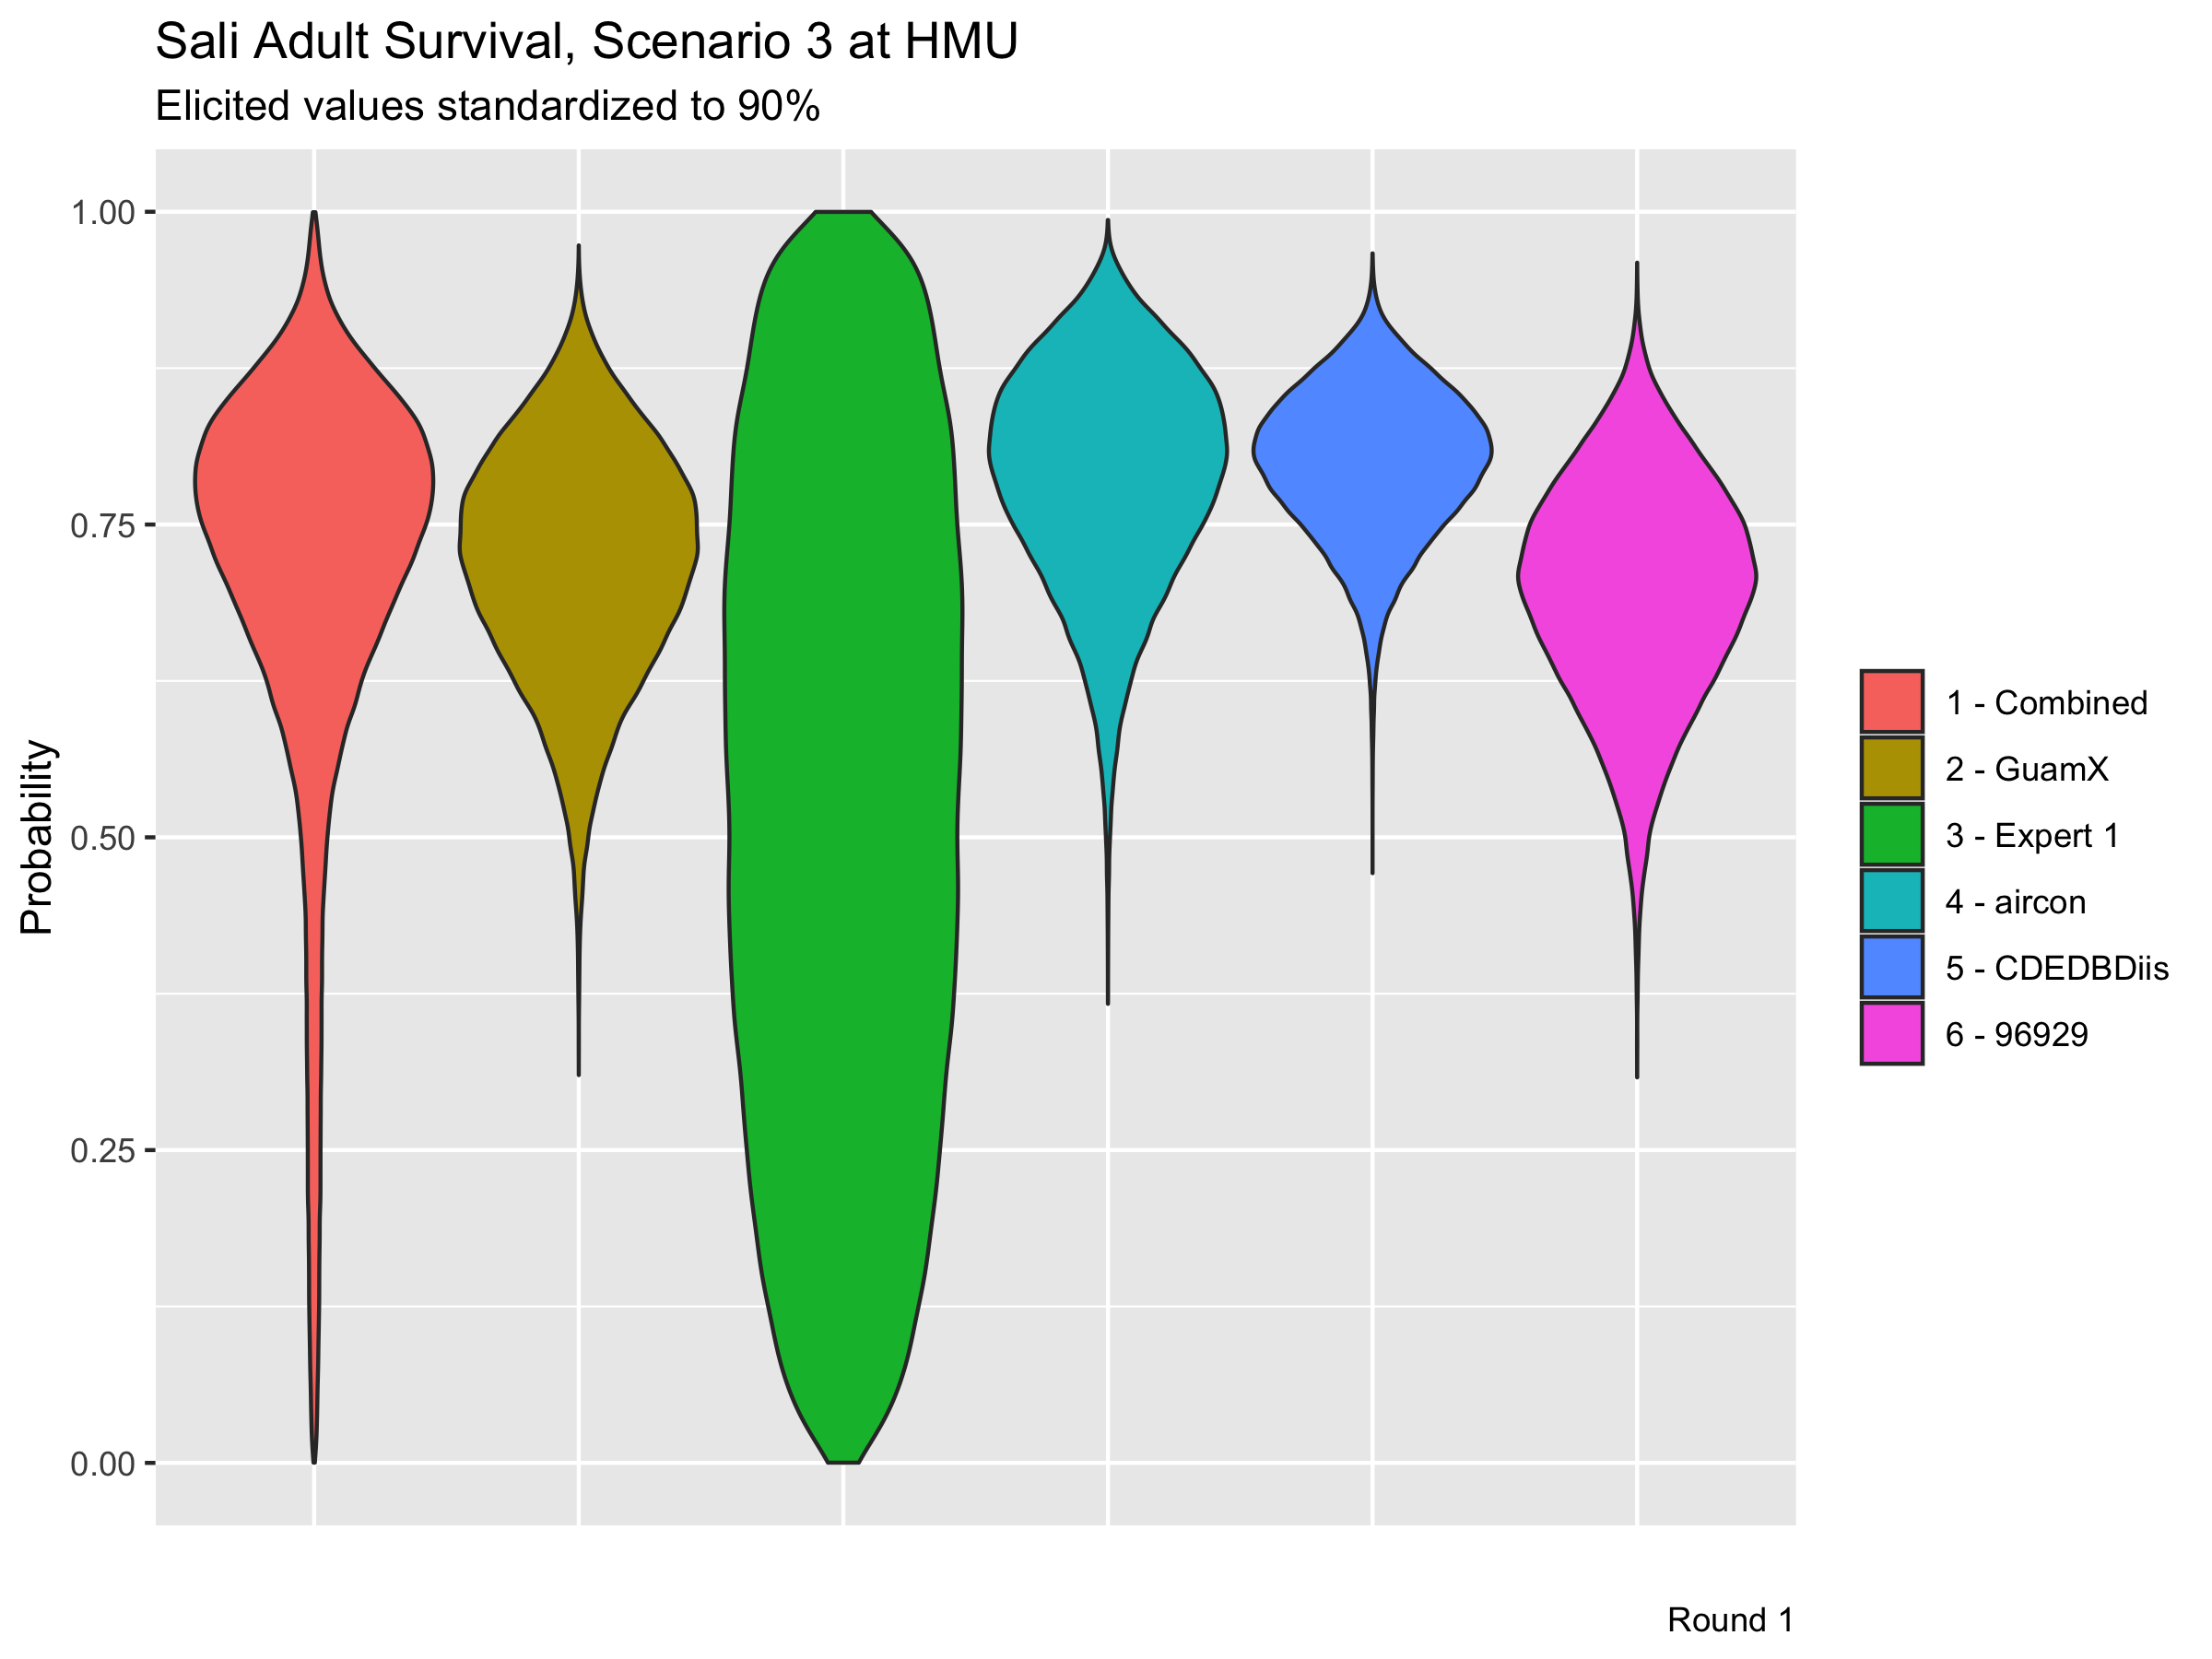 Sali Adult Survival, Scenario 3 at HMU
Elicited values standardized to 90%
Probability
1.00
0.75
0.50
0.25
0.00
1 - Combined
2 - GuamX
3 - Expert 1
4 - aircon
5 - CDEDBDiis
6 - 96929
Round 1